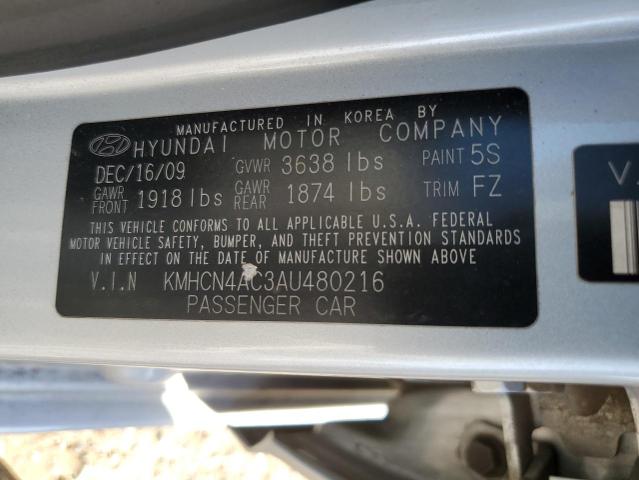 MANUFACTURED IN KOREA BY
HYUNDAI MOTOR COMPANY
DEC/16/09 GVWR 3638 lbs PAINT 5S
GAWR FRONT 1918 lbs GAWR REAR 1874 lbs TRIM FZ
THIS VEHICLE CONFORMS TO ALL APPLICABLE U.S.A. FEDERAL
MOTOR VEHICLE SAFETY, BUMPER, AND THEFT PREVENTION STANDARDS
IN EFFECT ON THE DATE OF MANUFACTURE SHOWN ABOVE
V.I.N KMHCN4AC3AU480216
PASSENGER CAR
V.